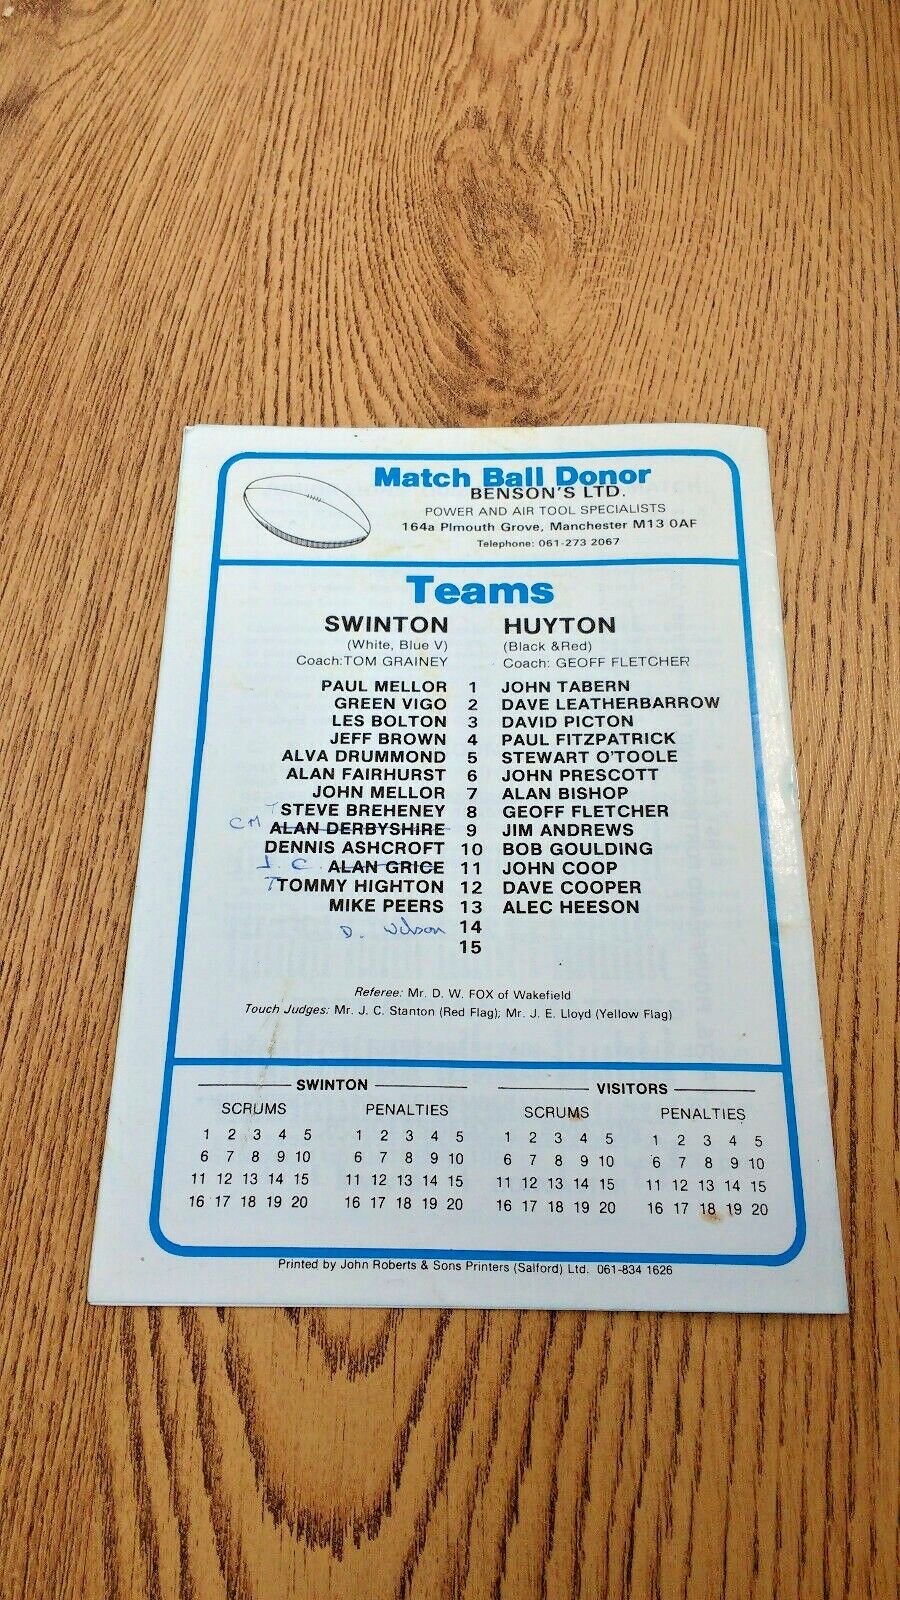 Match Ball Donor
BENSON'S LTD.
POWER AND AIR TOOL SPECIALISTS
164a Plmouth Grove, Manchester M13 0AF
Telephone: 061-273 2067
Teams
SWINTON HUYTON
(White, Blue V) (Black &Red)
Coach:TOM GRAINEY Coach: GEOFF FLETCHER
PAUL MELLOR 1 JOHN TABERN
GREEN VIGO 2 DAVE LEATHERBARROW
LES BOLTON 3 DAVID PICTON
JEFF BROWN 4 PAUL FITZPATRICK
ALVA DRUMMOND 5 STEWART O'TOOLE
ALAN FAIRHURST 6 JOHN PRESCOTT
JOHN MELLOR 7 ALAN BISHOP
T STEVE BREHENEY 8 GEOFF FLETCHER
CM ALAN DERBYSHIRE 9 JIM ANDREWS
DENNIS ASHCROFT 10 BOB GOULDING
J. C. ALAN GRICE 11 JOHN COOP
T TOMMY HIGHTON 12 DAVE COOPER
MIKE PEERS 13 ALEC HEESON
D. Wilson 14
15
Referee: Mr. D. W. FOX of Wakefield
Touch Judges: Mr. J. C. Stanton (Red Flag); Mr. J. E. Lloyd (Yellow Flag)
SWINTON VISITORS
SCRUMS PENALTIES SCRUMS PENALTIES
1 2 3 4 5 1 2 3 4 5 1 2 3 4 5 1 2 3 4 5
6 7 8 9 10 6 7 8 9 10 6 7 8 9 10 6 7 8 9 10
11 12 13 14 15 11 12 13 14 15 11 12 13 14 15 11 12 13 14 15
16 17 18 19 20 16 17 18 19 20 16 17 18 19 20 16 17 18 19 20
Printed by John Roberts & Sons Printers (Salford) Ltd. 061-834 1626